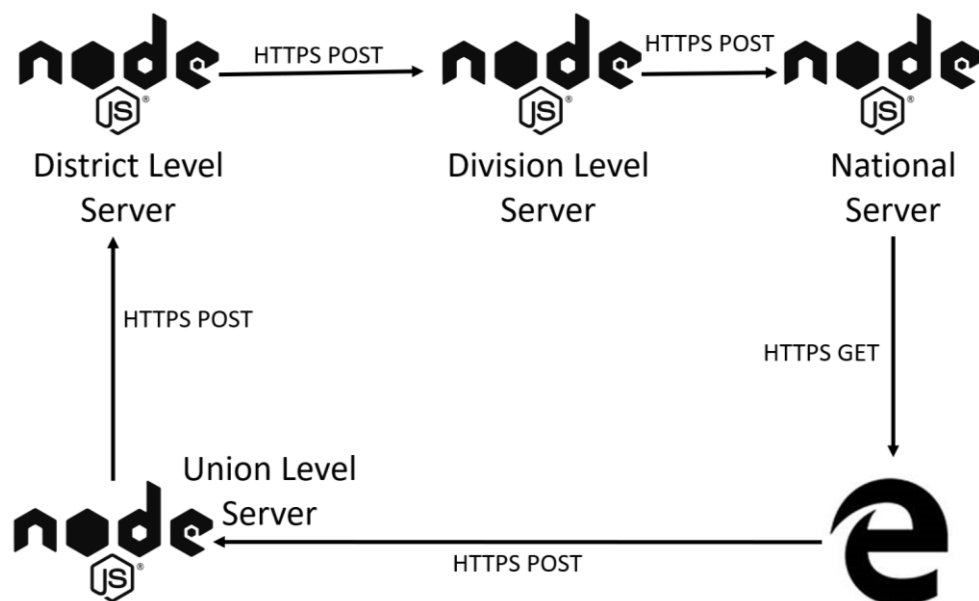 node
JS®
District Level
Server
HTTPS POST
node
JS®
Division Level
Server
HTTPS POST
node
JS®
National
Server
HTTPS POST
HTTPS GET
Union Level
Server
node
JS®
HTTPS POST
e